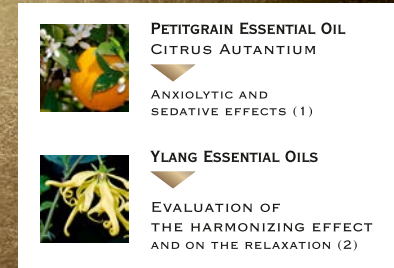 Petitgrain Essential Oil
Citrus Autantium
Anxiolytic and
sedative effects (1)
Ylang Essential Oils
Evaluation of
the harmonizing effect
and on the relaxation (2)